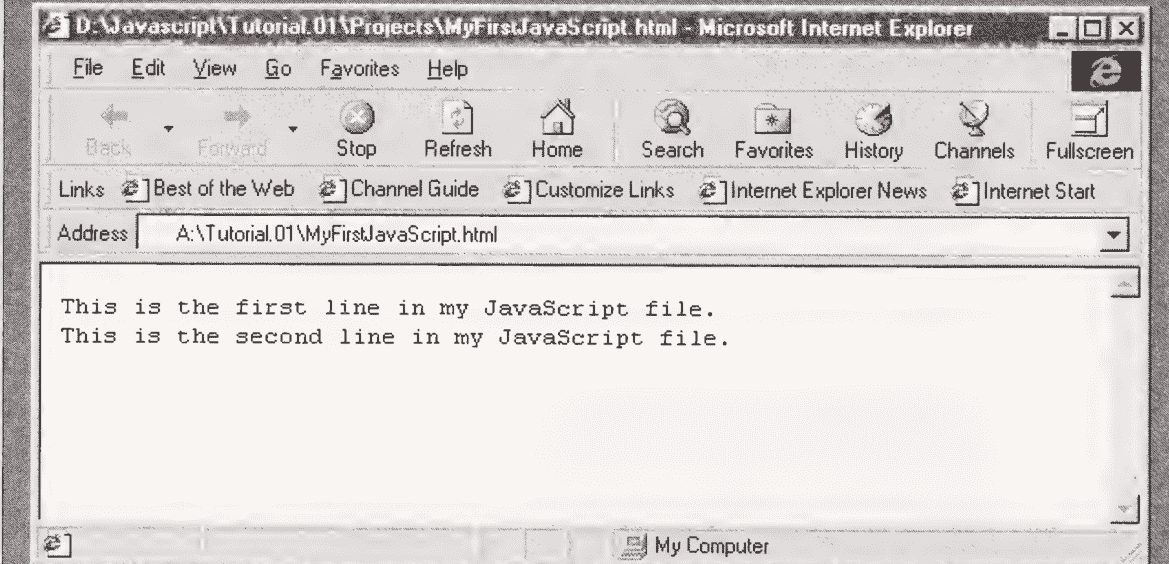 D:\Javascript\Tutorial.01\Projects\MyFirstJavaScript.html - Microsoft Internet Explorer
File Edit View Go Favorites Help
Back Forward Stop Refresh Home Search Favorites History Channels Fullscreen
Links Best of the Web Channel Guide Customize Links Internet Explorer News Internet Start
Address A:\Tutorial.01\MyFirstJavaScript.html
This is the first line in my JavaScript file.
This is the second line in my JavaScript file.
My Computer